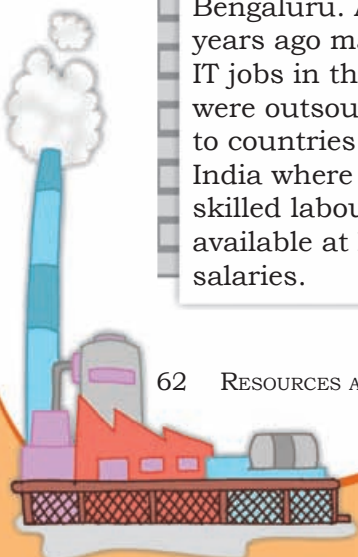 Bengaluru. A
years ago ma
IT jobs in th
were outsou
to countries
India where
skilled labou
available at
salaries.
62 RESOURCES A